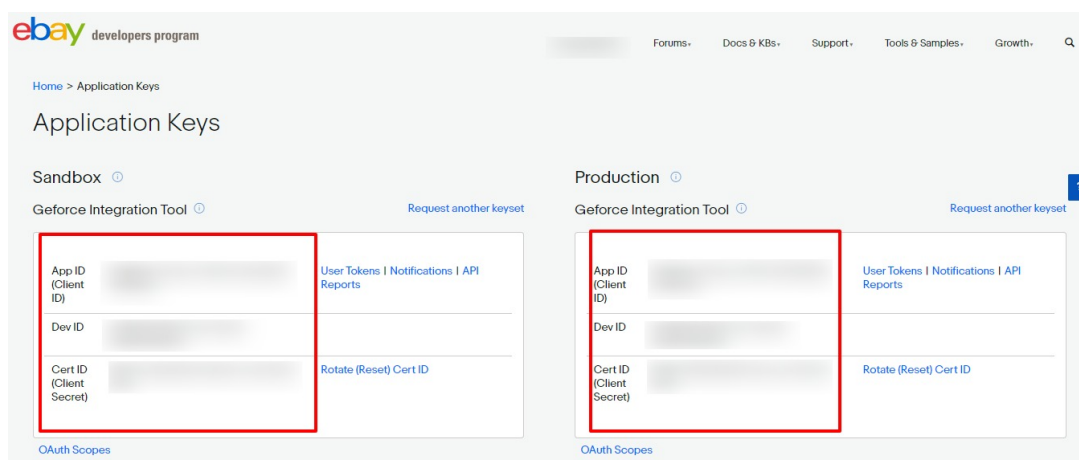 ebay developers program
Forums Docs & KBs Support Tools & Samples Growth
Home > Application Keys
Application Keys
Sandbox
Geforce Integration Tool
Request another keyset
App ID
(Client
ID)
User Tokens | Notifications | API
Reports
Dev ID
Cert ID
(Client
Secret)
Rotate (Reset) Cert ID
OAuth Scopes
Production
Geforce Integration Tool
Request another keyset
App ID
(Client
ID)
User Tokens | Notifications | API
Reports
Dev ID
Cert ID
(Client
Secret)
Rotate (Reset) Cert ID
OAuth Scopes